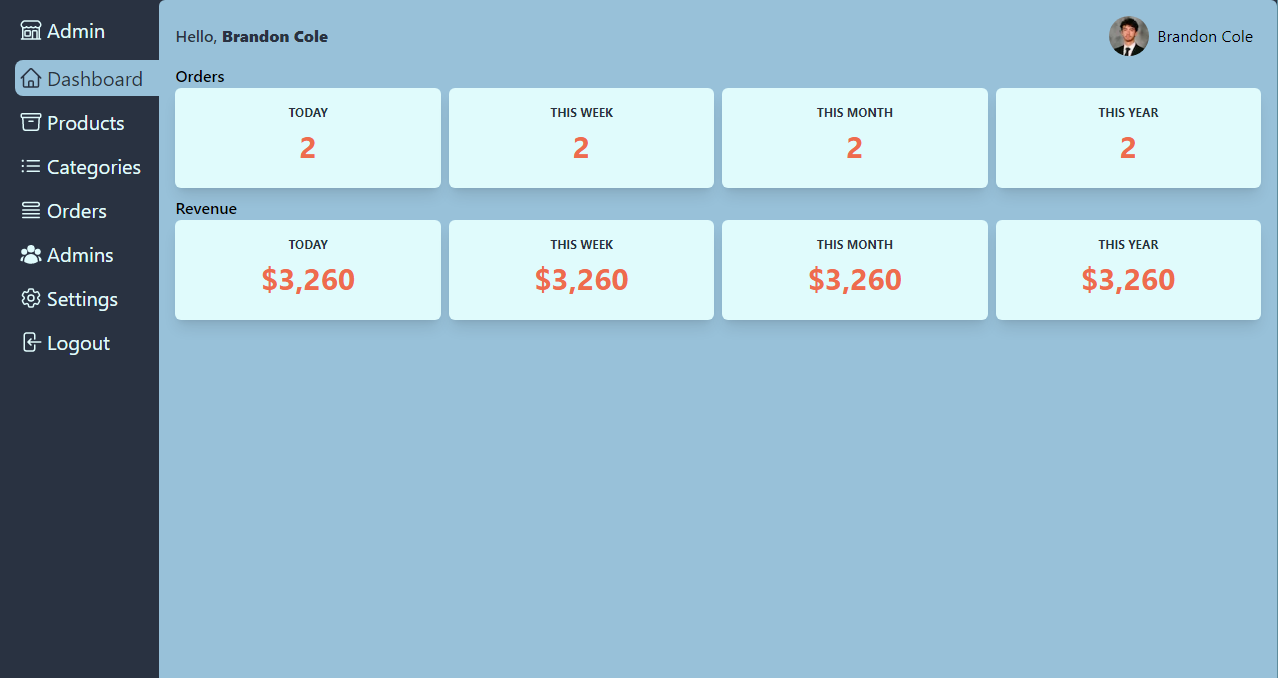 Admin
Dashboard
Products
Categories
Orders
Admins
Settings
Logout
Hello, Brandon Cole
Brandon Cole
Orders
TODAY
2
THIS WEEK
2
THIS MONTH
2
THIS YEAR
2
Revenue
TODAY
$3,260
THIS WEEK
$3,260
THIS MONTH
$3,260
THIS YEAR
$3,260